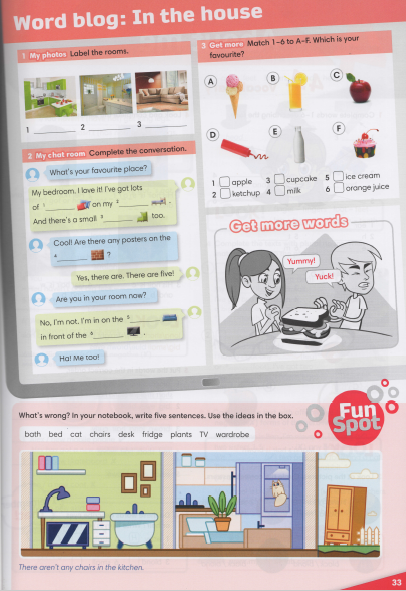 Word blog: In the house
1 My photos Label the rooms.
1 ________ 2 ________ 3 ________
2 My chat room Complete the conversation.
What's your favourite place?
My bedroom. I love it! I've got lots
of 1 ________ on my 2 ________.
And there's a small 3 ________ too.
Cool! Are there any posters on the
4 ________ ?
Yes, there are. There are five!
Are you in your room now?
No, I'm not. I'm in on the 5 ________
in front of the 6 ________.
Ha! Me too!
3 Get more Match 1–6 to A–F. Which is your
favourite?
A B C
D E F
1 apple 3 cupcake 5 ice cream
2 ketchup 4 milk 6 orange juice
Get more words
Yummy!
Yuck!
Fun
Spot
What's wrong? In your notebook, write five sentences. Use the ideas in the box.
bath bed cat chairs desk fridge plants TV wardrobe
There aren't any chairs in the kitchen.
33